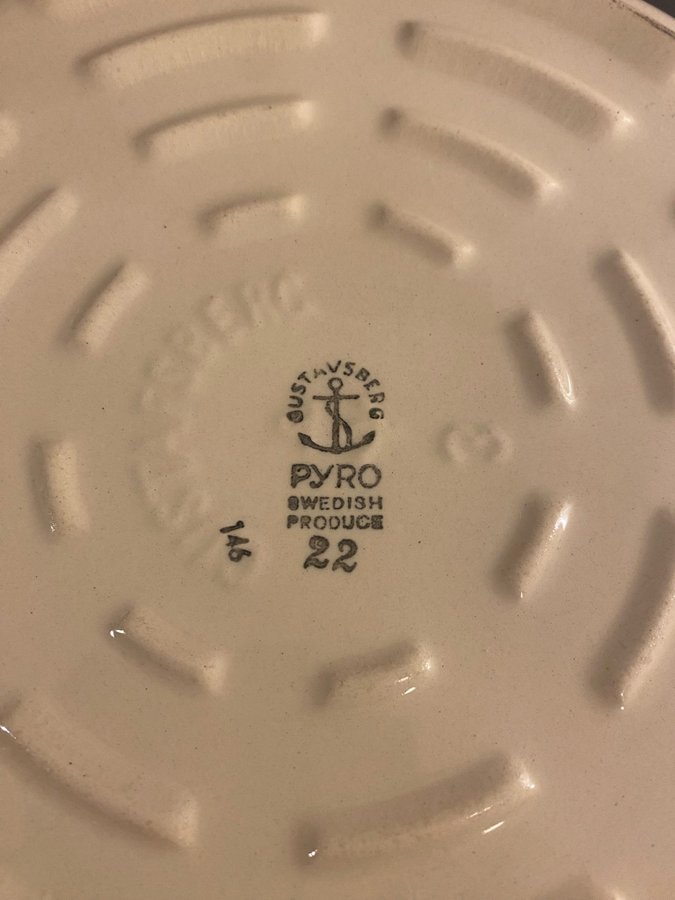 GUSTAVSBERG
PYRO
SWEDISH
PRODUCE
22
146